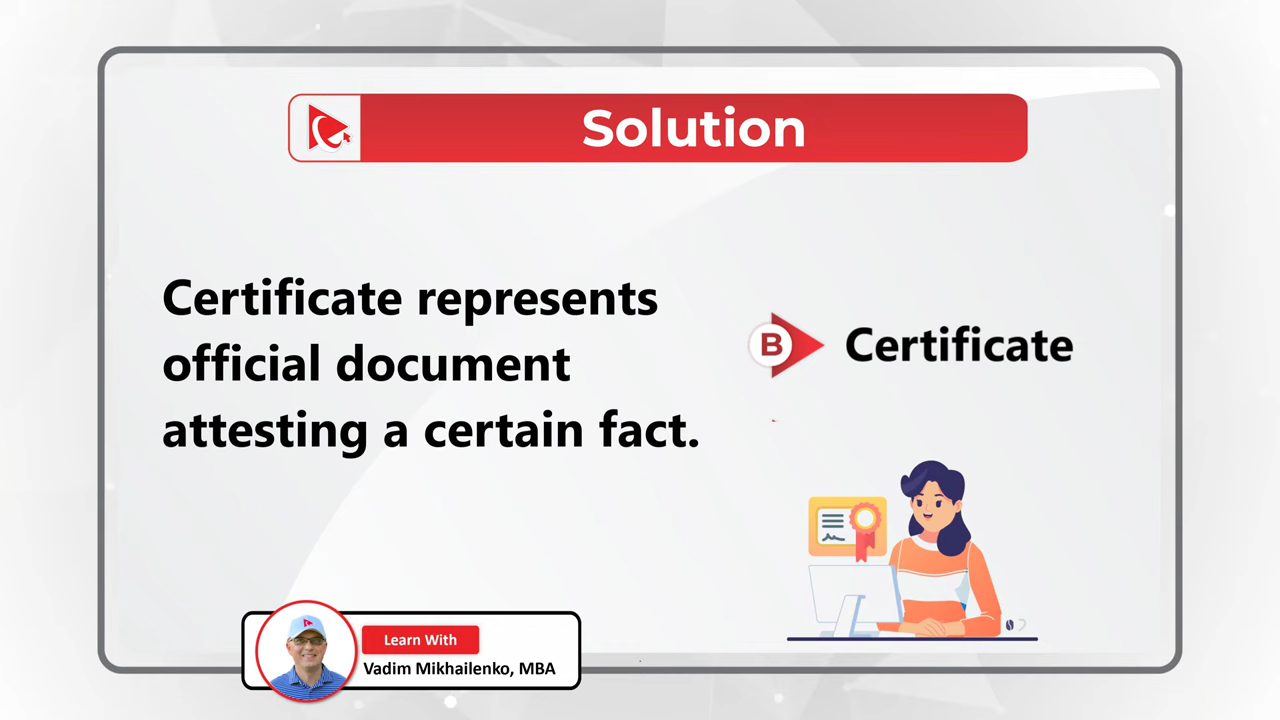 Solution
Certificate represents
official document
attesting a certain fact.
B
Certificate
Learn With
Vadim Mikhailenko, MBA